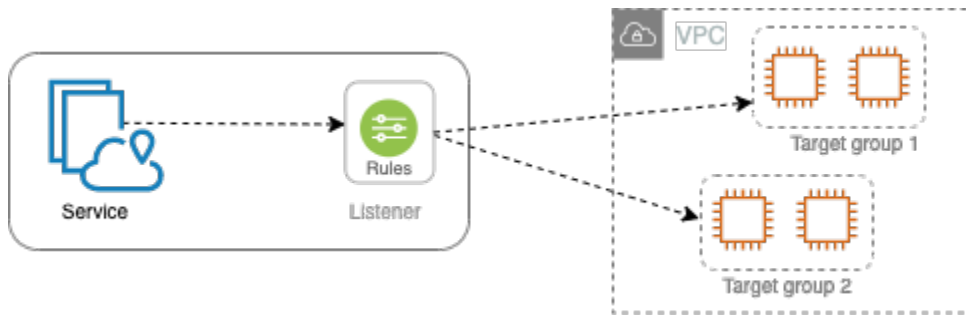 VPC
Rules
Service
Listener
Target group 1
Target group 2